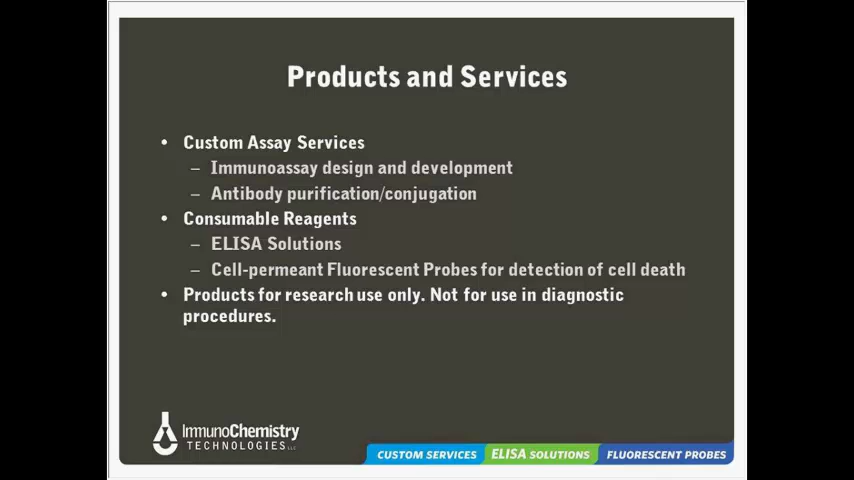 Products and Services
• Custom Assay Services
– Immunoassay design and development
– Antibody purification/conjugation
• Consumable Reagents
– ELISA Solutions
– Cell-permeant Fluorescent Probes for detection of cell death
• Products for research use only. Not for use in diagnostic
procedures.
ImmunoChemistry
TECHNOLOGIES LLC
CUSTOM SERVICES ELISA SOLUTIONS FLUORESCENT PROBES